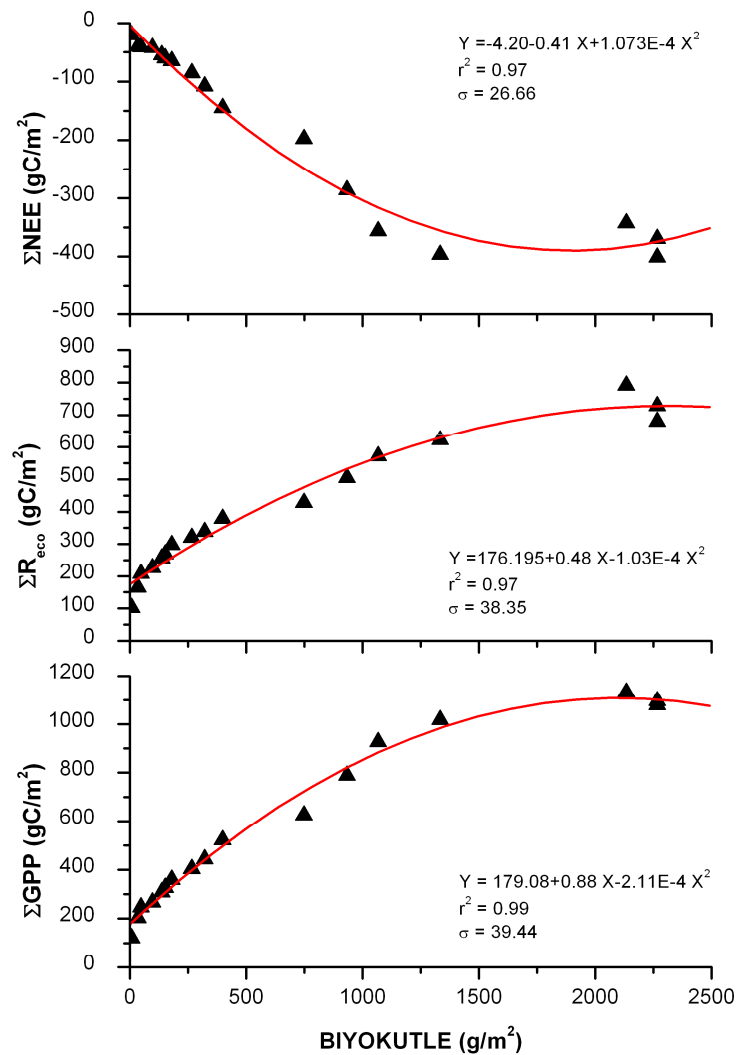 0
-100
-200
-300
-400
-500
ΣNEE (gC/m²)
Y =-4.20-0.41 X+1.073E-4 X²
r² = 0.97
σ = 26.66
900
800
700
600
500
400
300
200
100
0
ΣReco (gC/m²)
Y =176.195+0.48 X-1.03E-4 X²
r² = 0.97
σ = 38.35
1200
1000
800
600
400
200
0
ΣGPP (gC/m²)
Y = 179.08+0.88 X-2.11E-4 X²
r² = 0.99
σ = 39.44
0 500 1000 1500 2000 2500
BIYOKUTLE (g/m²)